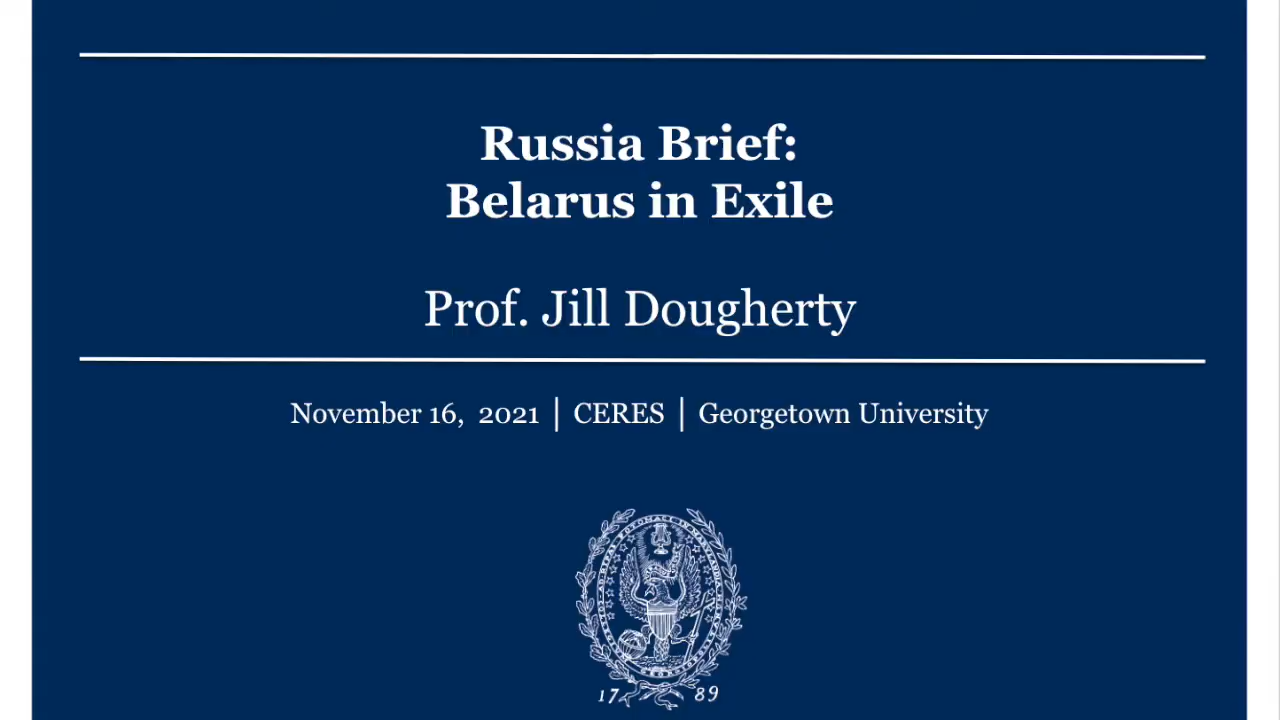 Russia Brief:
Belarus in Exile
Prof. Jill Dougherty
November 16, 2021 | CERES | Georgetown University
17 89